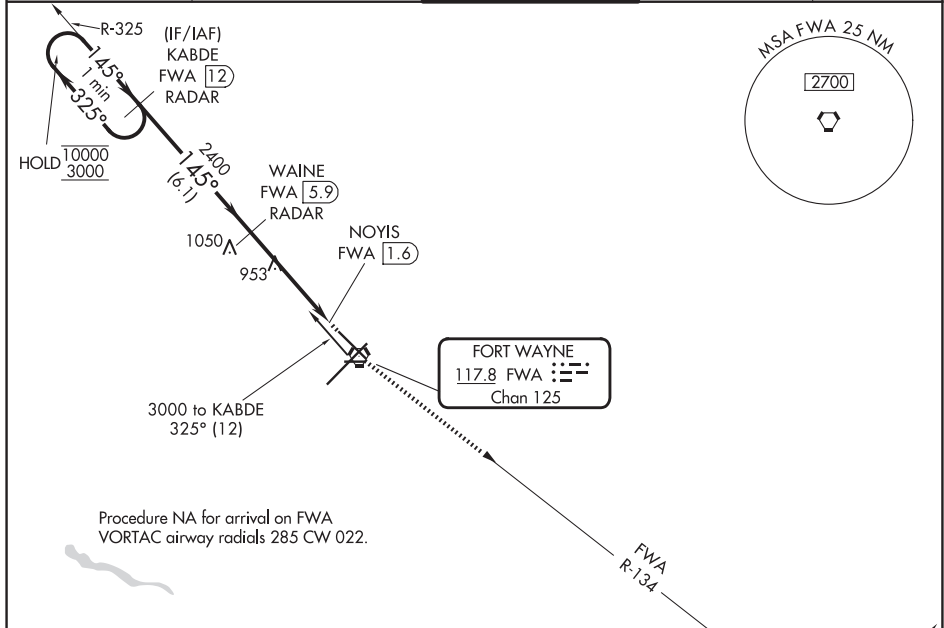 R-325
(IF/IAF)
KABDE
FWA 12
RADAR
145°
1 min
325°
HOLD 10000
3000
2400
145°
(6.1)
WAINE
FWA 5.9
RADAR
1050
953
NOYIS
FWA 1.6
MSA FWA 25 NM
2700
FORT WAYNE
117.8 FWA
Chan 125
3000 to KABDE
325° (12)
Procedure NA for arrival on FWA
VORTAC airway radials 285 CW 022.
FWA
R-134